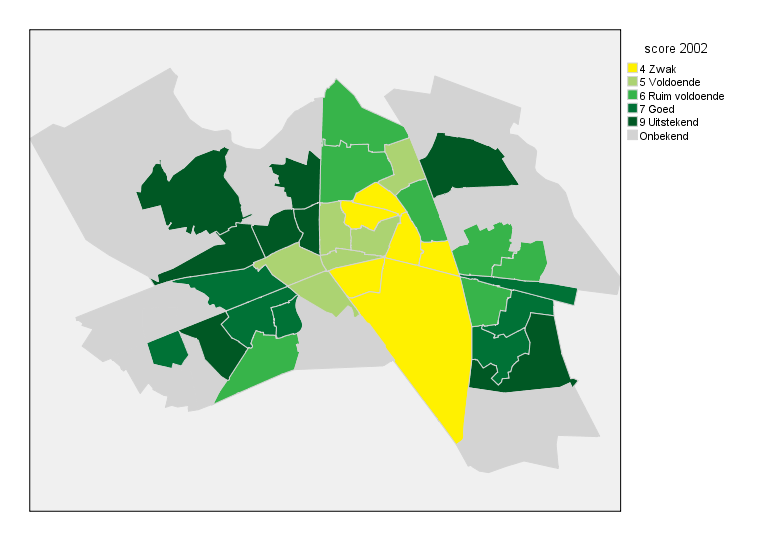 score 2002
4 Zwak
5 Voldoende
6 Ruim voldoende
7 Goed
9 Uitstekend
Onbekend